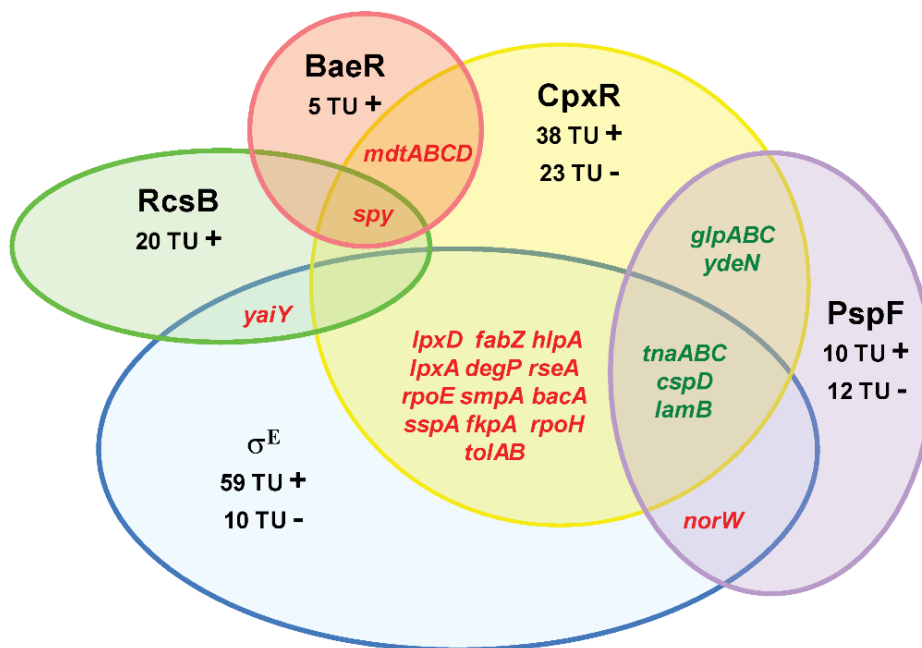 BaeR
5 TU +
CpxR
38 TU +
23 TU -
mdtABCD
RcsB
20 TU +
spy
glpABC
ydeN
yaiY
PspF
10 TU +
12 TU -
lpxD fabZ hlpA
lpxA degP rseA
rpoE smpA bacA
sspA fkpA rpoH
tolAB
tnaABC
cspD
lamB
σE
59 TU +
10 TU -
norW